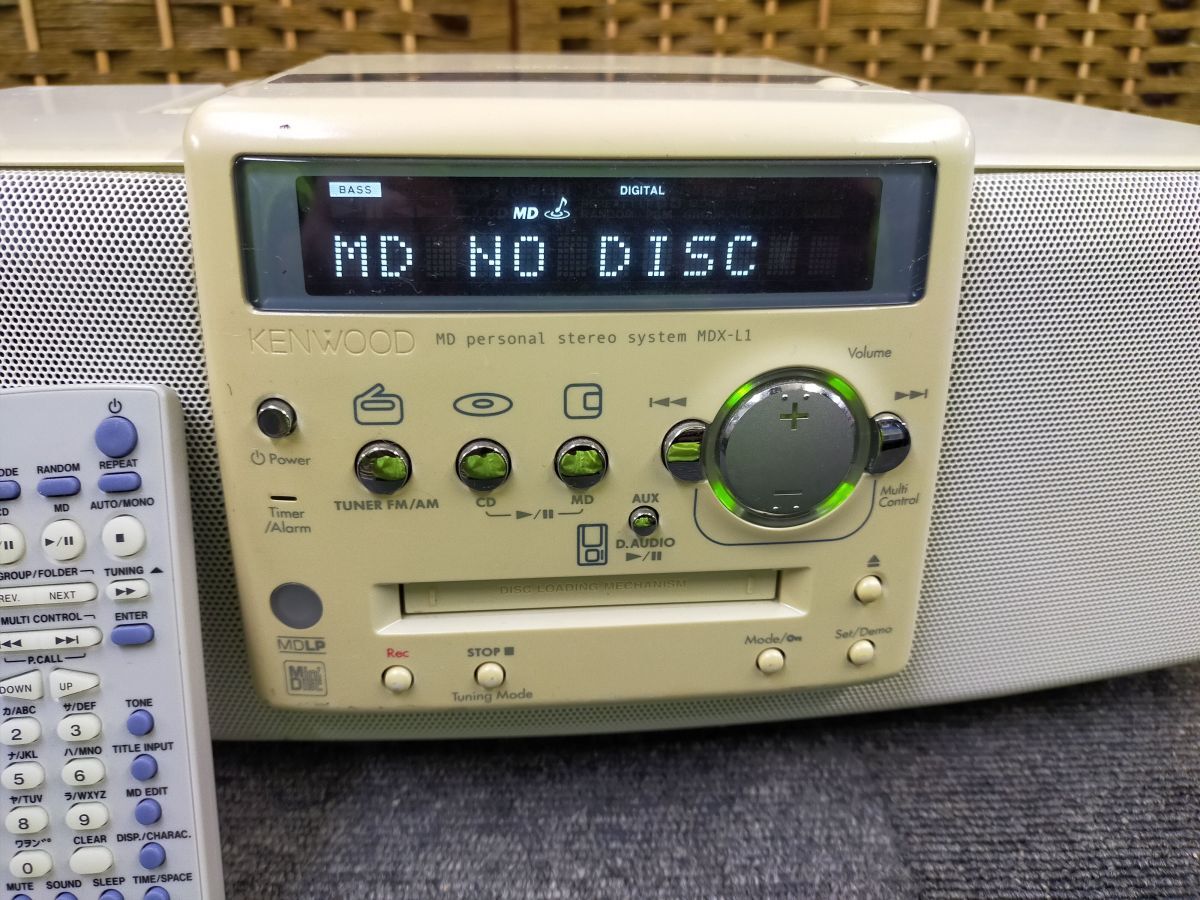 BASS
DIGITAL
MD
MD NO DISC
KENWOOD MD personal stereo system MDX-L1
Volume
Power
TUNER FM/AM
CD
MD
Timer
/Alarm
AUX
D.AUDIO
Multi
Control
DISC LOADING MECHANISM
MDLP
Mini
Disc
Rec
STOP
Tuning Mode
Mode/
Set/Demo
RANDOM
REPEAT
MD
AUTO/MONO
GROUP/FOLDER
TUNING
NEXT
MULTI CONTROL
ENTER
P.CALL
DOWN
UP
カ/ABC
サ/DEF
TONE
2
3
ナ/JKL
ハ/MNO
TITLE INPUT
5
6
ヤ/TUV
ラ/WXYZ
MD EDIT
8
9
CLEAR
DISP./CHARAC.
0
MUTE
SOUND
SLEEP
TIME/SPACE